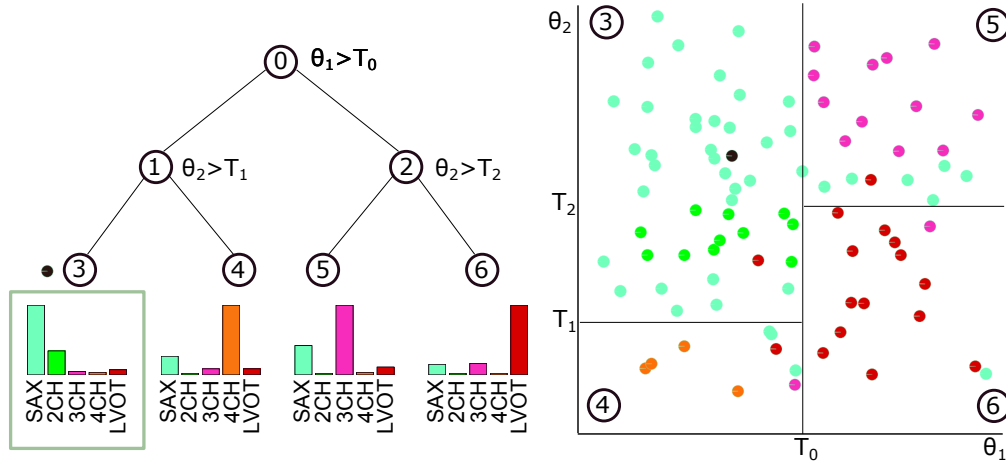 0 θ1>T0
1 θ2>T1
2 θ2>T2
3
4
5
6
SAX 2CH 3CH 4CH LVOT
SAX 2CH 3CH 4CH LVOT
SAX 2CH 3CH 4CH LVOT
SAX 2CH 3CH 4CH LVOT
θ2
3
5
T2
T1
4
6
T0
θ1